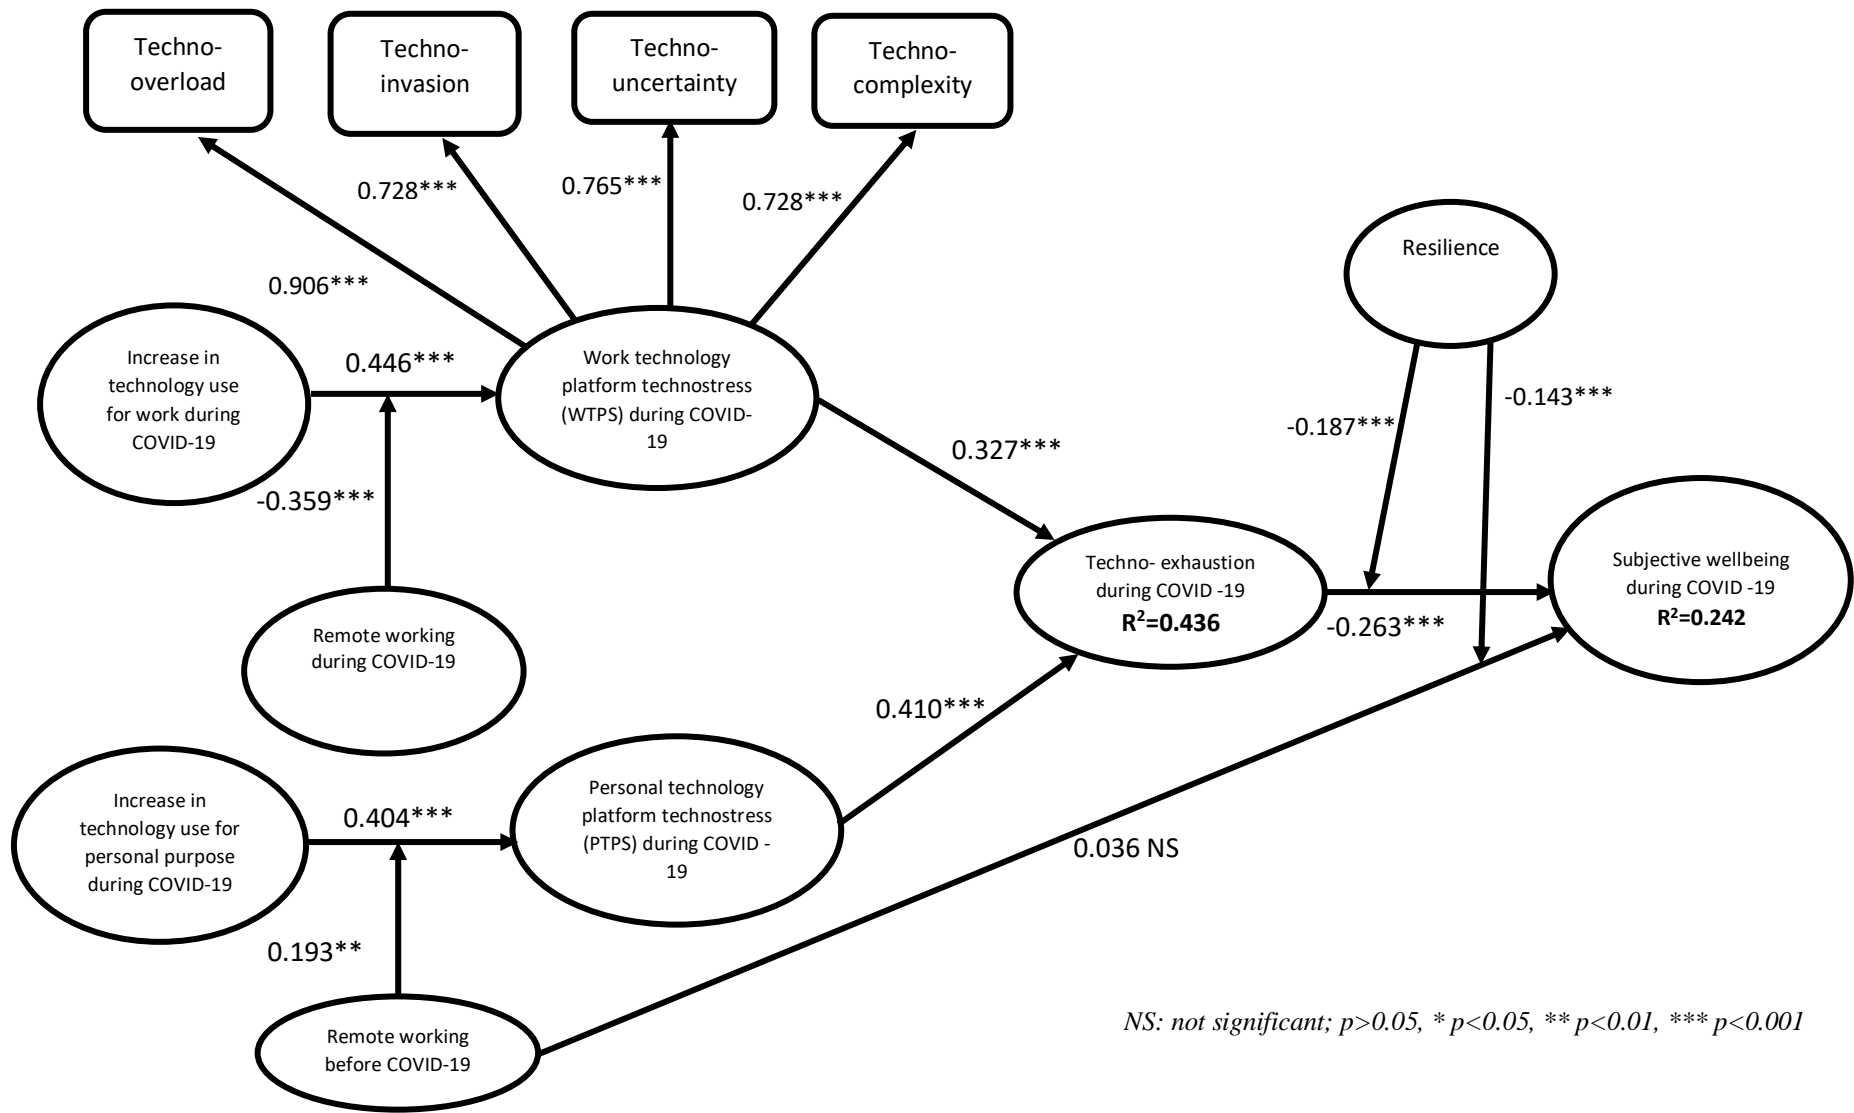 Techno-
overload
Techno-
invasion
Techno-
uncertainty
Techno-
complexity
0.728***
0.765***
0.728***
0.906***
Resilience
Increase in
technology use
for work during
COVID-19
0.446***
Work technology
platform technostress
(WTPS) during COVID-
19
-0.359***
0.327***
-0.187***
-0.143***
Remote working
during COVID-19
Techno- exhaustion
during COVID -19
R²=0.436
-0.263***
Subjective wellbeing
during COVID -19
R²=0.242
0.410***
Increase in
technology use for
personal purpose
during COVID-19
0.404***
Personal technology
platform technostress
(PTPS) during COVID -
19
0.036 NS
0.193**
Remote working
before COVID-19
NS: not significant; p>0.05, * p<0.05, ** p<0.01, *** p<0.001